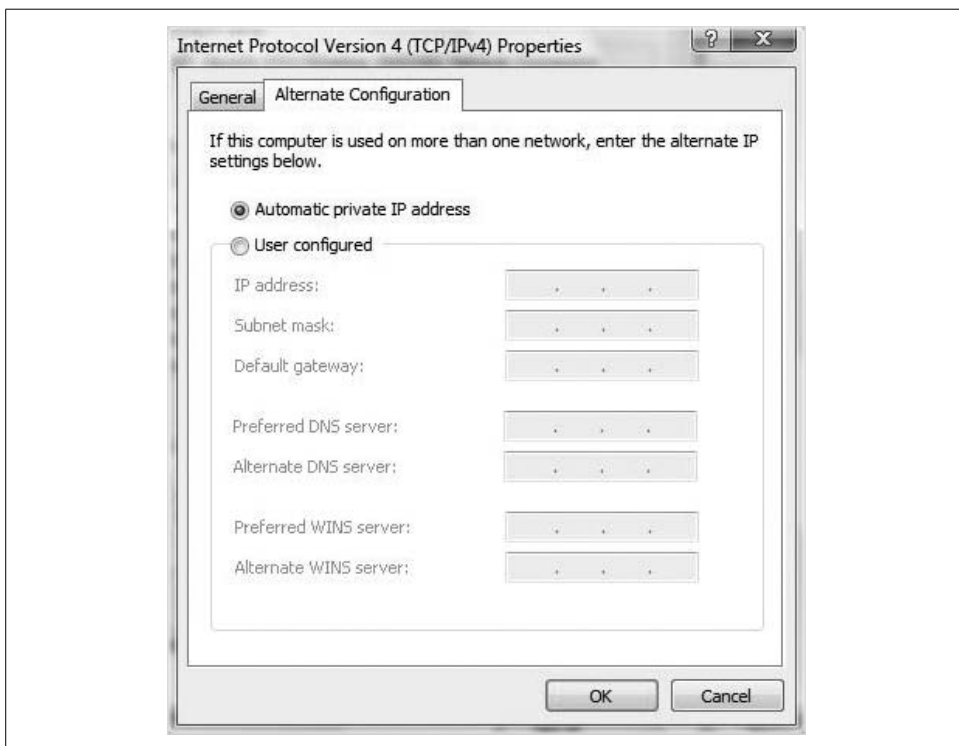 Internet Protocol Version 4 (TCP/IPv4) Properties
? X
General Alternate Configuration
If this computer is used on more than one network, enter the alternate IP
settings below.
Automatic private IP address
User configured
IP address: . . .
Subnet mask: . . .
Default gateway: . . .
Preferred DNS server: . . .
Alternate DNS server: . . .
Preferred WINS server: . . .
Alternate WINS server: . . .
OK Cancel